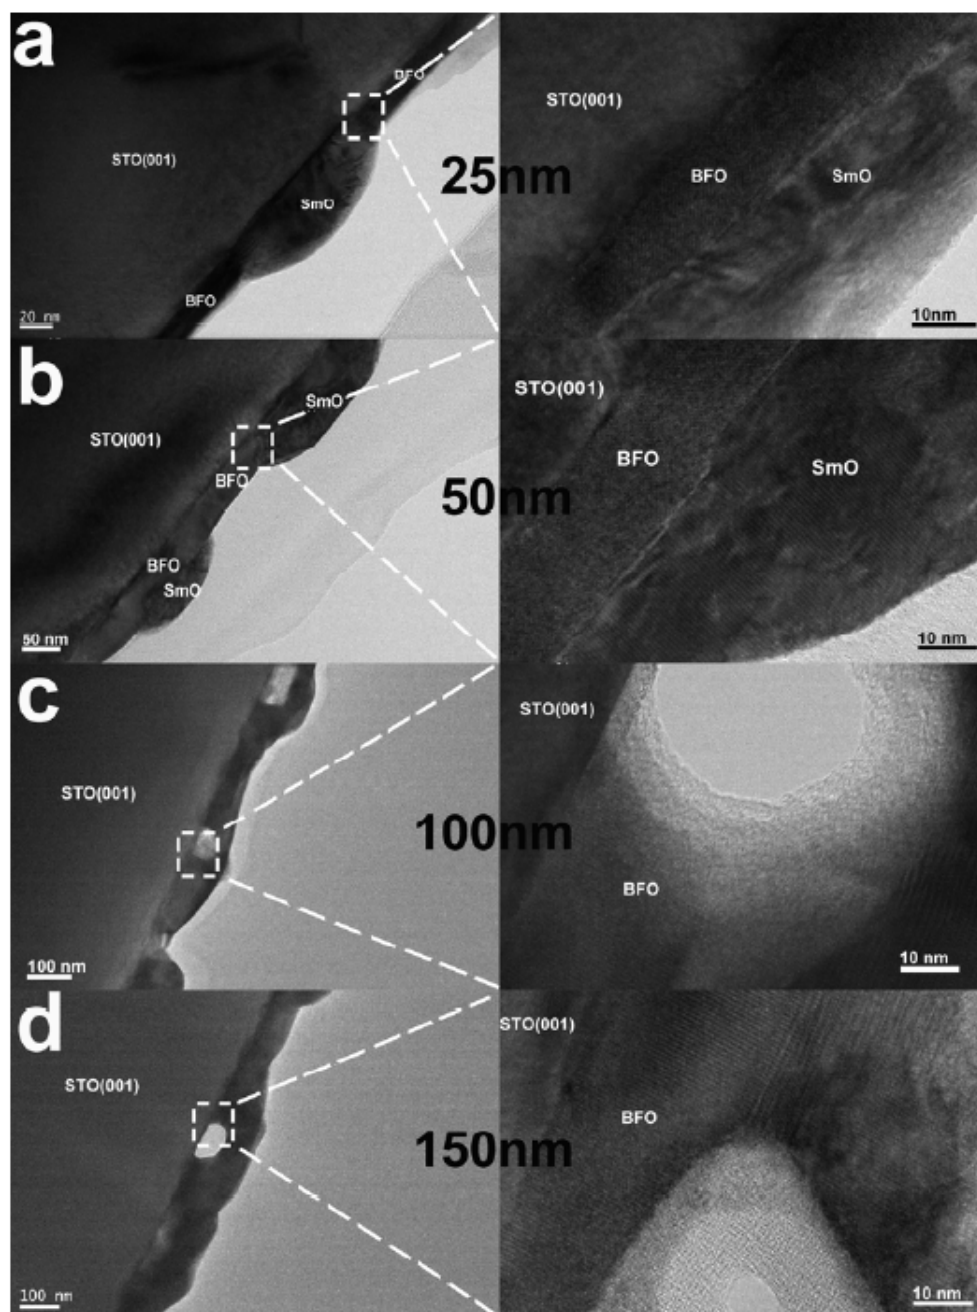 a
BFO
STO(001)
STO(001)
25nm
BFO
SmO
SmO
BFO
20 nm
10nm
b
SmO
STO(001)
STO(001)
BFO
SmO
BFO
50nm
BFO
SmO
50 nm
10 nm
c
STO(001)
STO(001)
100nm
BFO
100 nm
10 nm
d
STO(001)
STO(001)
BFO
150nm
100 nm
10 nm